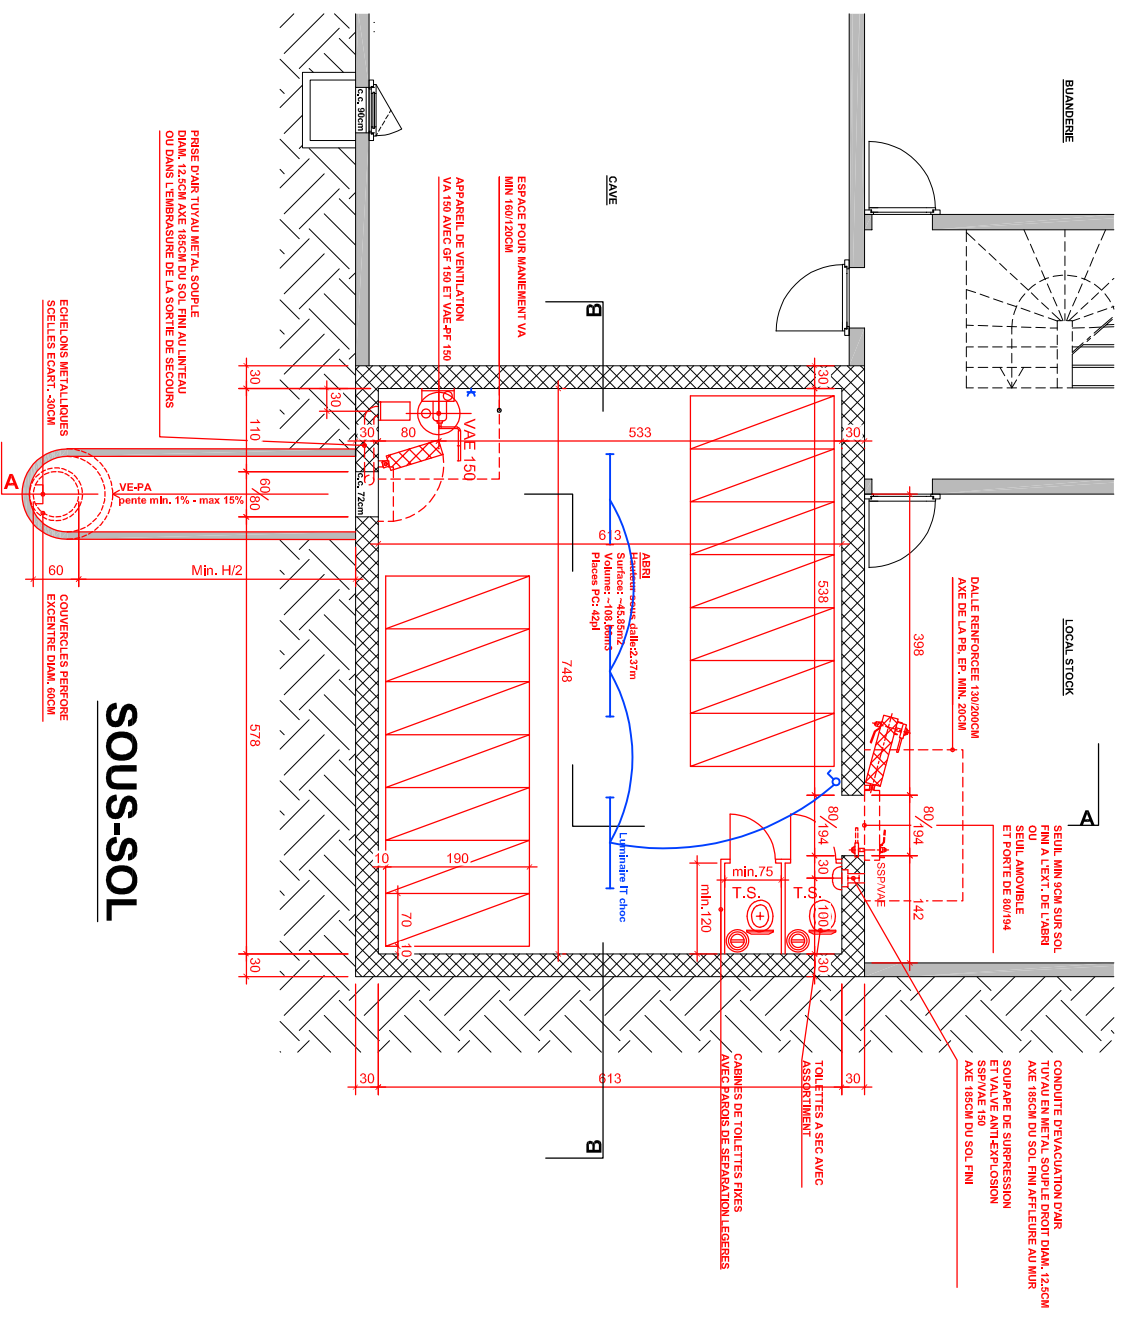 BUANDERIE
CAVE
LOCAL STOCK
c.c. 90cm
PRISE D'AIR TUYAU METAL SOUPLE
DIAM. 12.5CM AXE 185CM DU SOL FINI AU LINTEAU
OU DANS L'EMBRASURE DE LA SORTIE DE SECOURS
ESPACE POUR MANIEMENT VA
MIN 160/120CM
APPAREIL DE VENTILATION
VA 150 AVEC GF 150 ET VAE-PF 150
ECHELONS METALLIQUES
SCELLES ECART. -30CM
B
30
30
110
30
30
80
533
30
VAE 150
60/80
c.c. 72cm
A
VE-PA
pente min. 1% - max 15%
60
Min. H/2
COUVERCLES PERFORE
EXCENTRE DIAM. 60CM
613
ABRI
Hauteur sous dalle:2.37m
Surface: ~45.85m2
Volume: ~108.66m3
Places PC: 42pl
538
398
748
578
DALLE RENFORCEE 130/200CM
AXE DE LA PB, EP. MIN. 20CM
SEUIL MIN 9CM SUR SOL
FINI A L'EXT. DE L'ABRI
OU
SEUIL AMOVIBLE
ET PORTE DE 80/194
A
80/194
80/194
SSP/VAE
30
142
100
Luminaire IT choc
min.75
T.S.
T.S.
min.120
10
190
70
10
30
30
SOUS-SOL
30
613
30
B
TOILETTES A SEC AVEC
ASSORTIMENT
CABINES DE TOILETTES FIXES
AVEC PAROIS DE SEPARATION LEGERES
CONDUITE D'EVACUATION D'AIR
TUYAU EN METAL SOUPLE DROIT DIAM. 12.5CM
AXE 185CM DU SOL FINI AFFLEURE AU MUR
SOUPAPE DE SURPRESSION
ET VALVE ANTI-EXPLOSION
SSP/VAE 150
AXE 185CM DU SOL FINI